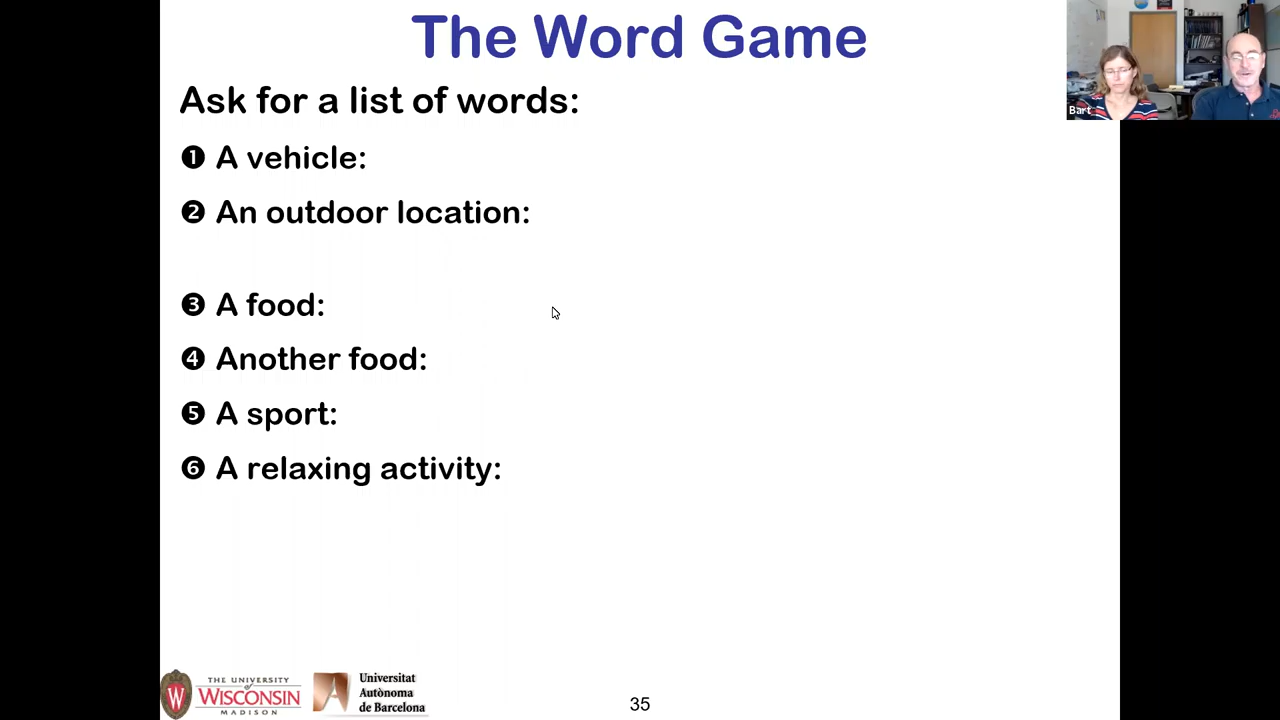 The Word Game
Ask for a list of words:
❶ A vehicle:
❷ An outdoor location:
❸ A food:
❹ Another food:
❺ A sport:
❻ A relaxing activity:
Bart
THE UNIVERSITY
of
WISCONSIN
MADISON
Universitat
Autònoma
de Barcelona
35